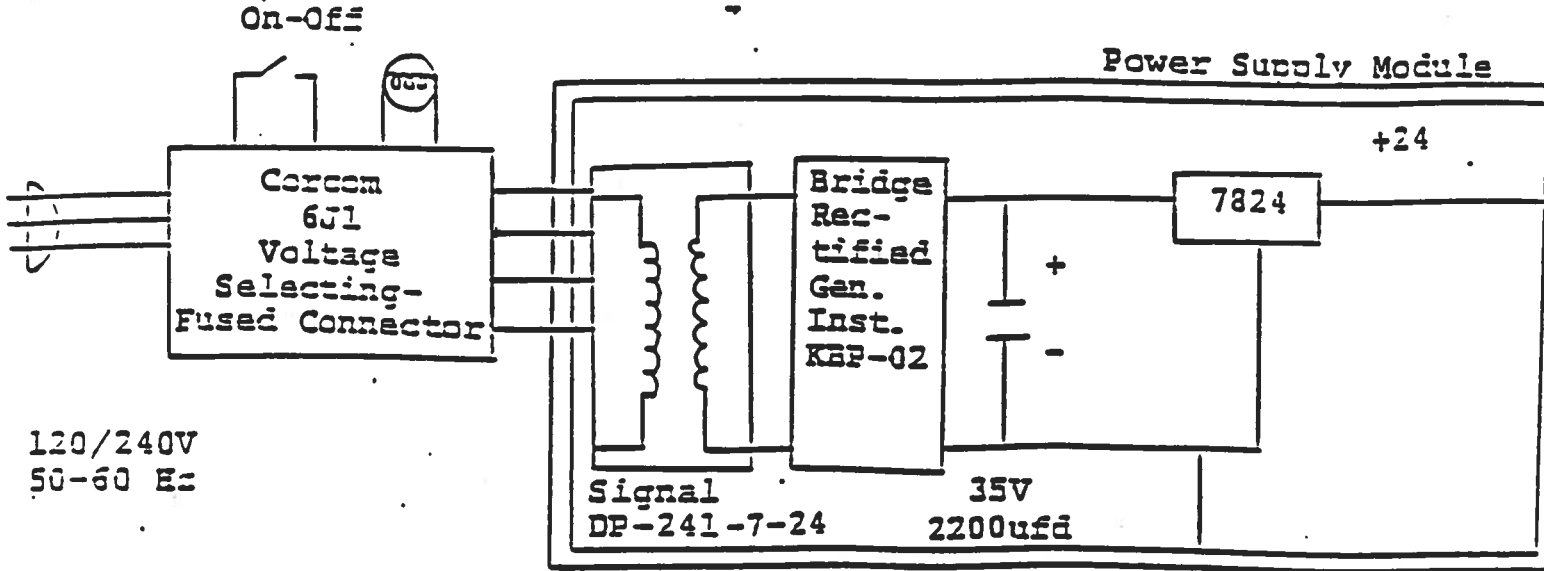 On-Off
Power Supply Module
+24
Corcom
6J1
Voltage
Selecting-
Fused Connector
Bridge
Rec-
tified
Gen.
Inst.
KBP-02
7824
+
-
120/240V
50-60 Hz
Signal
DP-241-7-24
35V
2200ufd